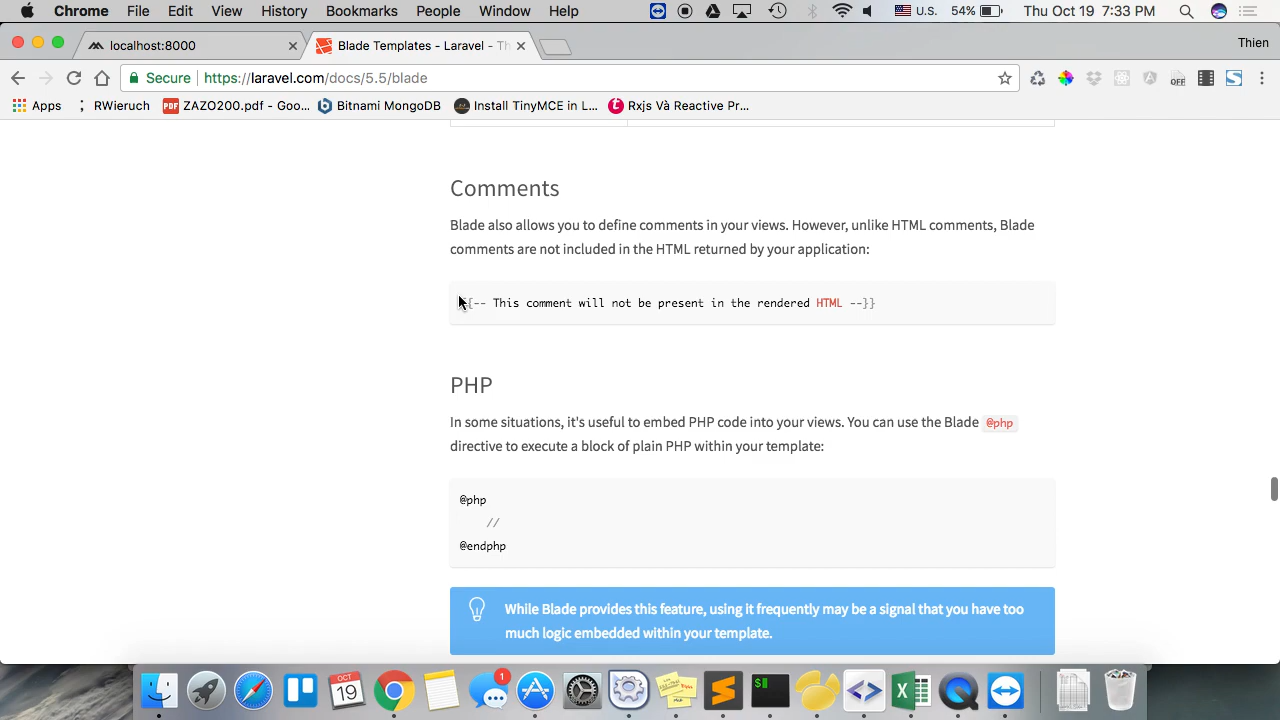 Chrome File Edit View History Bookmarks People Window Help U.S. 54% Thu Oct 19 7:33 PM
localhost:8000 Blade Templates - Laravel - Th Thien
Secure https://laravel.com/docs/5.5/blade OFF
Apps RWieruch PDF ZAZO200.pdf - Goo... Bitnami MongoDB Install TinyMCE in L... Rxjs Và Reactive Pr...
Comments
Blade also allows you to define comments in your views. However, unlike HTML comments, Blade
comments are not included in the HTML returned by your application:
{{-- This comment will not be present in the rendered HTML --}}
PHP
In some situations, it's useful to embed PHP code into your views. You can use the Blade @php
directive to execute a block of plain PHP within your template:
@php
//
@endphp
While Blade provides this feature, using it frequently may be a signal that you have too
much logic embedded within your template.
OCT
19
1
$